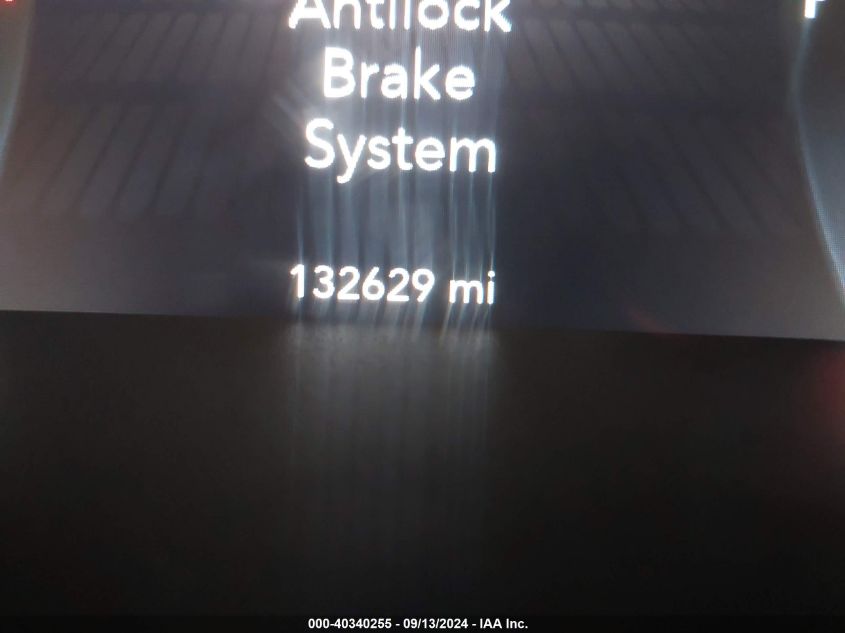 Antilock
Brake
System
132629 mi
000-40340255 - 09/13/2024 - IAA Inc.